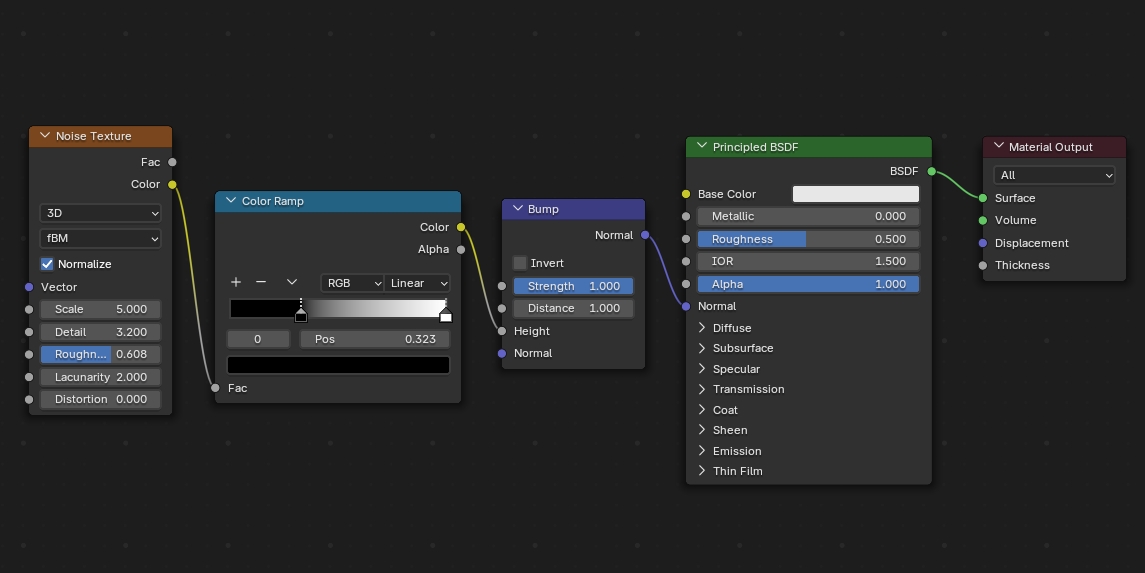 Noise Texture
Fac
Color
3D
fBM
Normalize
Vector
Scale 5.000
Detail 3.200
Roughn... 0.608
Lacunarity 2.000
Distortion 0.000
Color Ramp
Color
Alpha
RGB Linear
0 Pos 0.323
Fac
Bump
Normal
Invert
Strength 1.000
Distance 1.000
Height
Normal
Principled BSDF
BSDF
Base Color
Metallic 0.000
Roughness 0.500
IOR 1.500
Alpha 1.000
Normal
Diffuse
Subsurface
Specular
Transmission
Coat
Sheen
Emission
Thin Film
Material Output
All
Surface
Volume
Displacement
Thickness